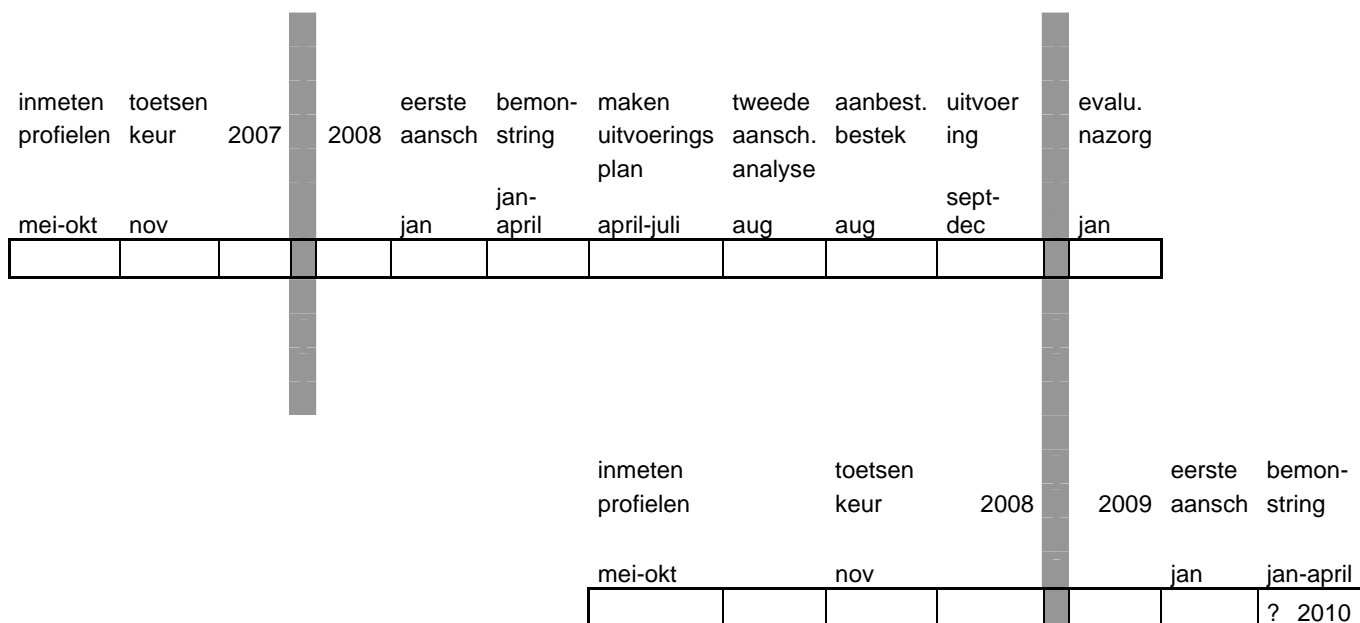 inmeten toetsen eerste bemon- maken tweede aanbest. uitvoer evalu.
profielen keur 2007 2008 aansch string uitvoerings aansch. bestek ing nazorg
plan analyse
jan- sept-
mei-okt nov jan april april-juli aug aug dec jan
inmeten toetsen eerste bemon-
profielen keur 2008 2009 aansch string
mei-okt nov jan jan-april
? 2010